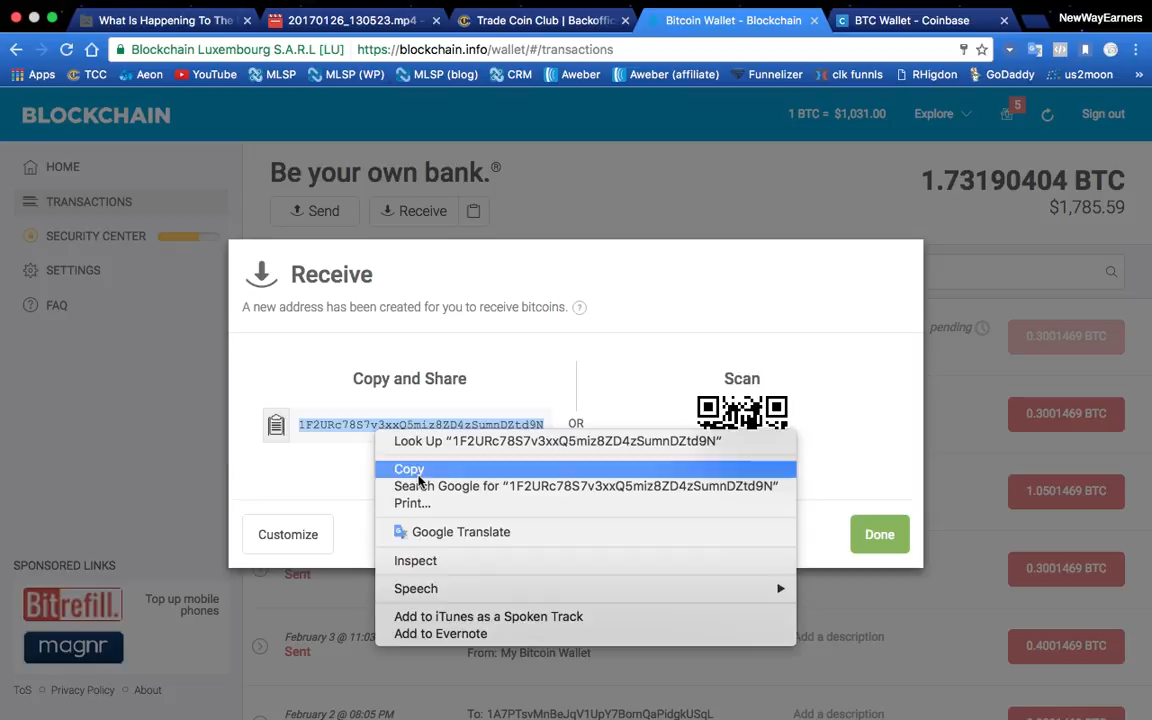 What Is Happening To The
20170126_130523.mp4
Trade Coin Club | Backoffic
Bitcoin Wallet - Blockchain
BTC Wallet - Coinbase
NewWayEarners
Blockchain Luxembourg S.A.R.L [LU]
https://blockchain.info/wallet/#/transactions
Apps
TCC
Aeon
YouTube
MLSP
MLSP (WP)
MLSP (blog)
CRM
Aweber
Aweber (affiliate)
Funnelizer
clk funnls
RHigdon
GoDaddy
us2moon
»
BLOCKCHAIN
1 BTC = $1,031.00
Explore
5
Sign out
HOME
TRANSACTIONS
SECURITY CENTER
SETTINGS
FAQ
Be your own bank.®
1.73190404 BTC
$1,785.59
Send
Receive
Receive
A new address has been created for you to receive bitcoins.
Copy and Share
Scan
1F2URc78S7v3xxQ5miz8ZD4zSumnDZtd9N
OR
Look Up “1F2URc78S7v3xxQ5miz8ZD4zSumnDZtd9N”
Copy
Search Google for “1F2URc78S7v3xxQ5miz8ZD4zSumnDZtd9N”
Print...
Google Translate
Inspect
Speech
Add to iTunes as a Spoken Track
Add to Evernote
Customize
Done
pending
0.3001469 BTC
0.3001469 BTC
1.0501469 BTC
0.3001469 BTC
Sent
February 3 @ 11:03
Sent
From: My Bitcoin Wallet
Add a description
0.4001469 BTC
February 2 @ 08:05 PM
To: 1A7PTsvMnBeJqV1UpY7BomQaPidgkUSqL
Add a description
SPONSORED LINKS
Bitrefill.
Top up mobile
phones
magnr
ToS
Privacy Policy
About